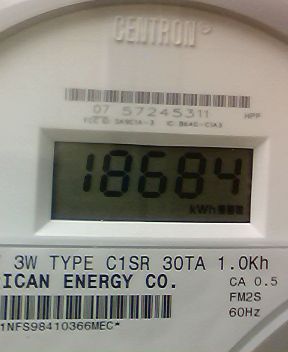 CENTRON®
07 57245311
HPP
18684
kWh
3W TYPE C1SR 30TA 1.0Kh
ICAN ENERGY CO.
CA 0.5
FM2S
60Hz
1NFS98410366MEC*